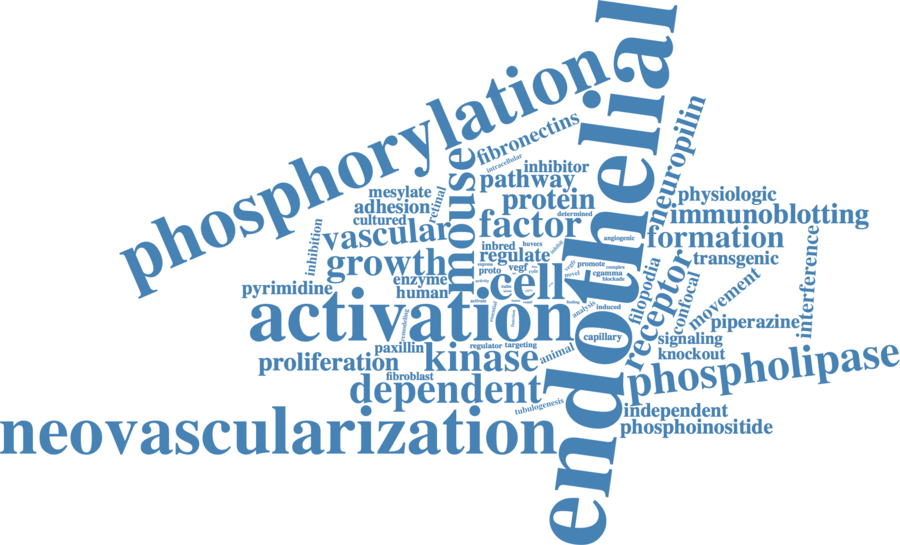 endothelial
phosphorylation
neuropilin
fibronectins
intracellular
inhibitor
mouse
pathway
mesylate
retinal
protein
physiologic
adhesion
determined
immunoblotting
cultured
factor
vascular
angiogenic
formation
inhibition
inbred
huvecs
regulate
growth
transgenic
interference
vegf
promote
complex
proto
cgamma
novel
blockade
cell
enzyme
human
pyrimidine
filopodia
receptor
confocal
movement
activation
analysis
induced
remodeling
piperazine
capillary
signaling
regulator
targeting
paxillin
knockout
animal
proliferation
kinase
phospholipase
fibroblast
dependent
tubulogenesis
independent
phosphoinositide
neovascularization